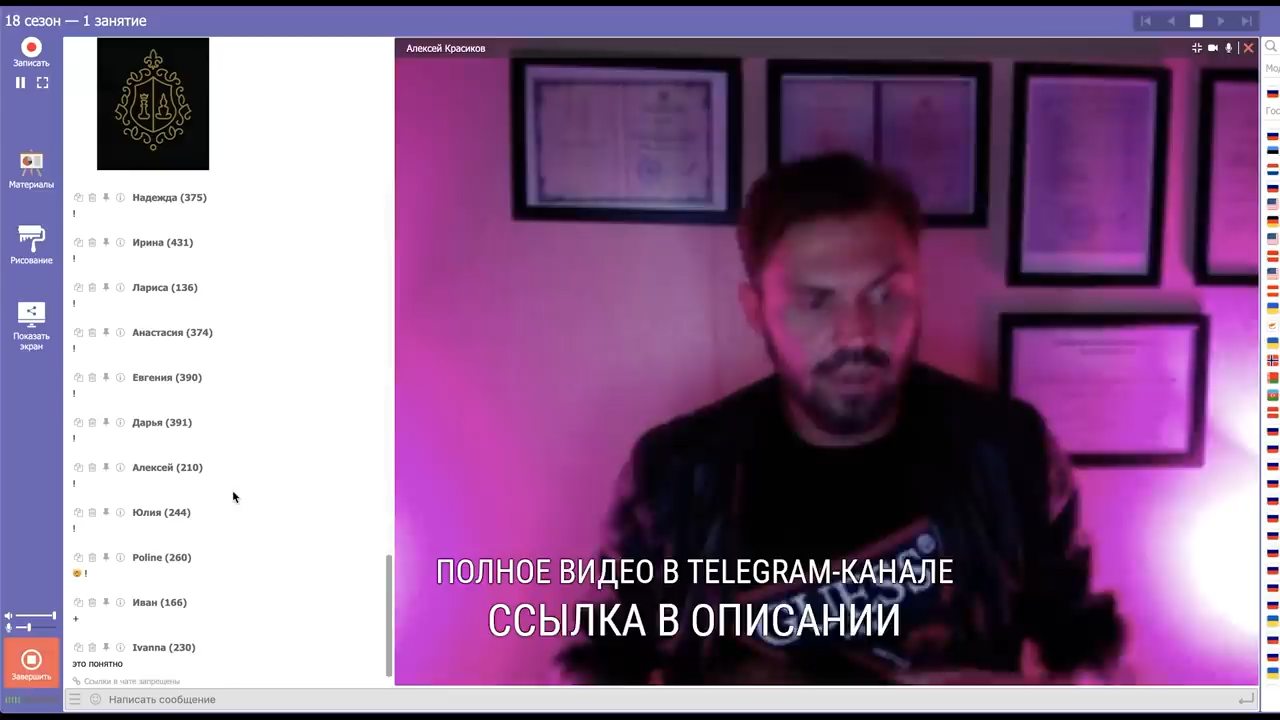 18 сезон — 1 занятие
Записать
Материалы
Рисование
Показать
экран
Завершить
Надежда (375)
!
Ирина (431)
!
Лариса (136)
!
Анастасия (374)
!
Евгения (390)
!
Дарья (391)
!
Алексей (210)
!
Юлия (244)
!
Poline (260)
!
Иван (166)
+
Ivanna (230)
это понятно
Ссылки в чате запрещены
Написать сообщение
Алексей Красиков
ПОЛНОЕ ВИДЕО В TELEGRAM-КАНАЛЕ
ССЫЛКА В ОПИСАНИИ